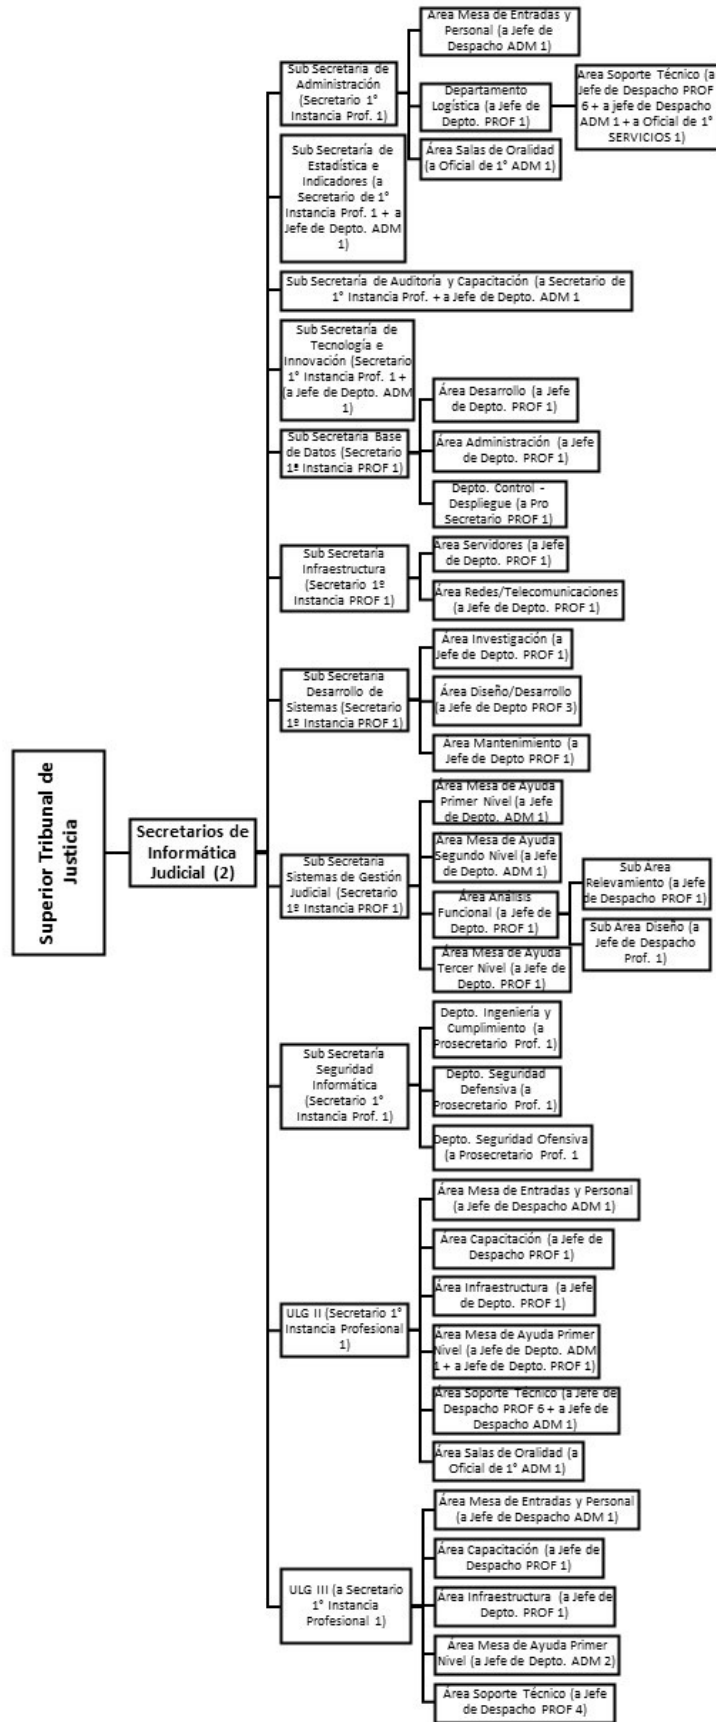 Superior Tribunal de
Justicia
Secretarios de
Informática
Judicial (2)
Sub Secretaria de
Administración
(Secretario 1°
Instancia Prof. 1)
Área Mesa de Entradas y
Personal (a Jefe de
Despacho ADM 1)
Departamento
Logística (a Jefe de
Depto. PROF 1)
Area Soporte Técnico (a
Jefe de Despacho PROF
6 + a jefe de Despacho
ADM 1 + a Oficial de 1°
SERVICIOS 1)
Área Salas de Oralidad
(a Oficial de 1° ADM 1)
Sub Secretaría de
Estadística e
Indicadores (a
Secretario de 1°
Instancia Prof. 1 + a
Jefe de Depto. ADM
1)
Sub Secretaría de Auditoría y Capacitación (a Secretario de
1° Instancia Prof. + a Jefe de Depto. ADM 1
Sub Secretaría de
Tecnología e
Innovación (Secretario
1° Instancia Prof. 1 +
(a Jefe de Depto. ADM
1)
Sub Secretaria Base
de Datos (Secretario
1º Instancia PROF 1)
Área Desarrollo (a Jefe
de Depto. PROF 1)
Área Administración (a Jefe
de Depto. PROF 1)
Depto. Control -
Despliegue (a Pro
Secretario PROF 1)
Sub Secretaría
Infraestructura
(Secretario 1º
Instancia PROF 1)
Área Servidores (a Jefe
de Depto. PROF 1)
Área Redes/Telecomunicaciones
(a Jefe de Depto. PROF 1)
Sub Secretaria
Desarrollo de
Sistemas (Secretario
1º Instancia PROF 1)
Área Investigación (a
Jefe de Depto. PROF 1)
Área Diseño/Desarrollo
(a Jefe de Depto PROF 3)
Area Mantenimiento (a
Jefe de Depto PROF 1)
Sub Secretaria
Sistemas de Gestión
Judicial (Secretario
1º Instancia PROF 1)
Área Mesa de Ayuda
Primer Nivel (a Jefe
de Depto. ADM 1)
Área Mesa de Ayuda
Segundo Nivel (a Jefe
de Depto. ADM 1)
Área Análisis
Funcional (a Jefe de
Depto. PROF 1)
Sub Area
Relevamiento (a Jefe
de Despacho PROF 1)
Sub Area Diseño (a
Jefe de Despacho
Prof. 1)
Área Mesa de Ayuda
Tercer Nivel (a Jefe de
Depto. PROF 1)
Sub Secretaría
Seguridad
Informática
(Secretario 1°
Instancia Prof. 1)
Depto. Ingeniería y
Cumplimiento (a
Prosecretario Prof. 1)
Depto. Seguridad
Defensiva (a
Prosecretario Prof. 1)
Depto. Seguridad Ofensiva
(a Prosecretario Prof. 1
ULG II (Secretario 1°
Instancia Profesional
1)
Área Mesa de Entradas y Personal
(a Jefe de Despacho ADM 1)
Área Capacitación (a Jefe de
Despacho PROF 1)
Área Infraestructura (a Jefe
de Depto. PROF 1)
Área Mesa de Ayuda Primer
Nivel (a Jefe de Depto. ADM
1 + a Jefe de Depto. PROF 1)
Área Soporte Técnico (a Jefe de
Despacho PROF 6 + a Jefe de
Despacho ADM 1)
Área Salas de Oralidad (a
Oficial de 1° ADM 1)
ULG III (a Secretario
1° Instancia
Profesional 1)
Área Mesa de Entradas y Personal
(a Jefe de Despacho ADM 1)
Área Capacitación (a Jefe de
Despacho PROF 1)
Área Infraestructura (a Jefe de
Depto. PROF 1)
Área Mesa de Ayuda Primer
Nivel (a Jefe de Depto. ADM 2)
Área Soporte Técnico (a Jefe
de Despacho PROF 4)